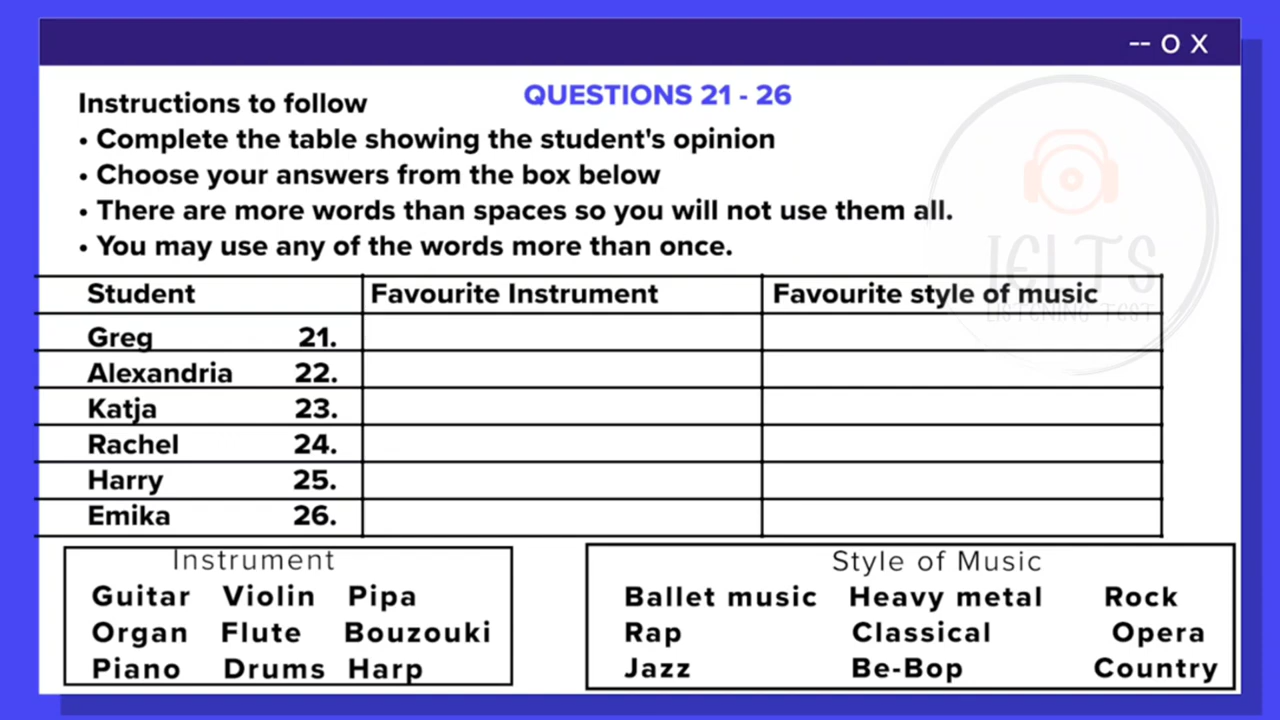 -- O X
QUESTIONS 21 - 26
Instructions to follow
• Complete the table showing the student's opinion
• Choose your answers from the box below
• There are more words than spaces so you will not use them all.
• You may use any of the words more than once.
IELTS
LISTENING TEST
Student Favourite Instrument Favourite style of music
Greg 21.
Alexandria 22.
Katja 23.
Rachel 24.
Harry 25.
Emika 26.
Instrument
Guitar Violin Pipa
Organ Flute Bouzouki
Piano Drums Harp
Style of Music
Ballet music Heavy metal Rock
Rap Classical Opera
Jazz Be-Bop Country